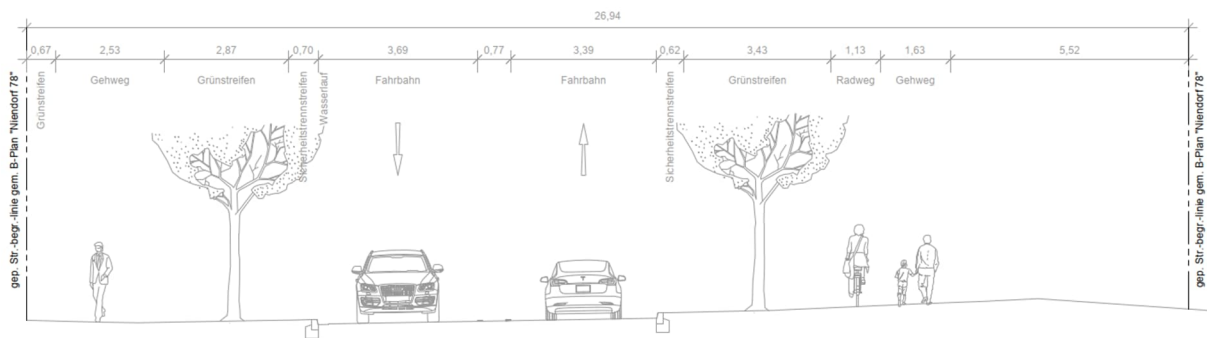 26,94
0,67 2,53 2,87 0,70 3,69 0,77 3,39 0,62 3,43 1,13 1,63 5,52
Grünstreifen Gehweg Grünstreifen Sicherheitstrennstreifen Wasserlauf Fahrbahn Fahrbahn Sicherheitstrennstreifen Grünstreifen Radweg Gehweg
gep. Str.-begr.-linie gem. B-Plan "Niendorf 78"
gep. Str.-begr.-linie gem. B-Plan "Niendorf 78"